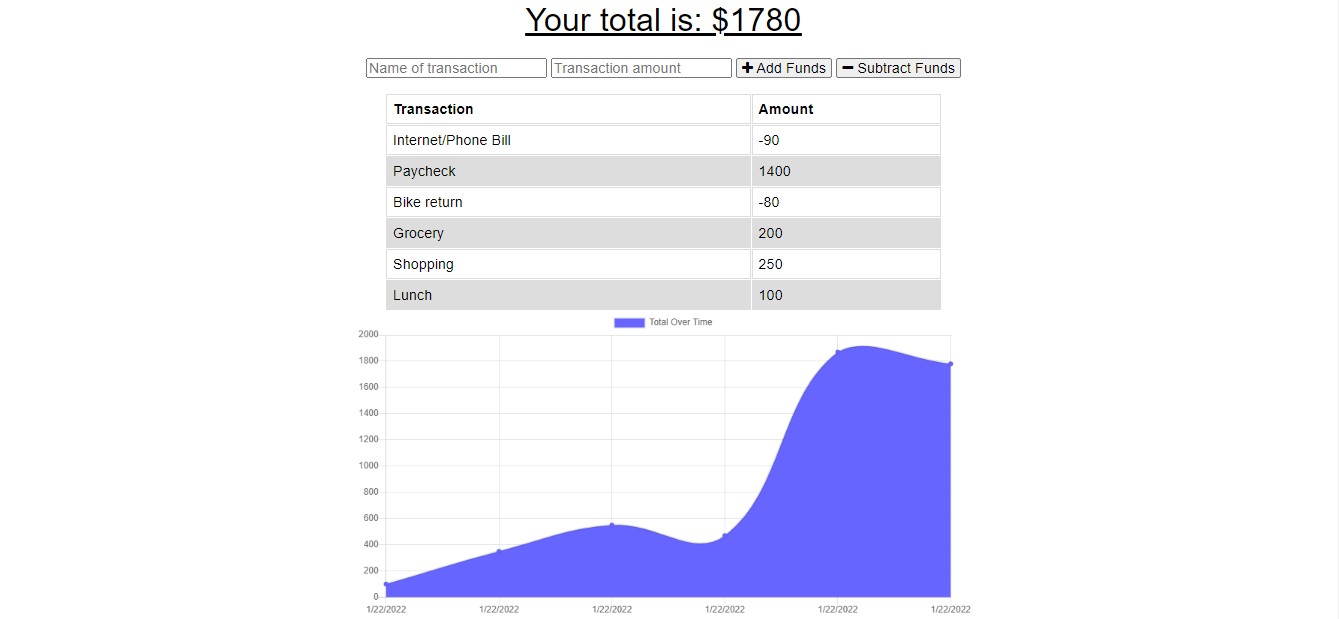 Your total is: $1780
Name of transaction Transaction amount + Add Funds − Subtract Funds
Transaction Amount
Internet/Phone Bill -90
Paycheck 1400
Bike return -80
Grocery 200
Shopping 250
Lunch 100
Total Over Time
2000
1800
1600
1400
1200
1000
800
600
400
200
0
1/22/2022 1/22/2022 1/22/2022 1/22/2022 1/22/2022 1/22/2022